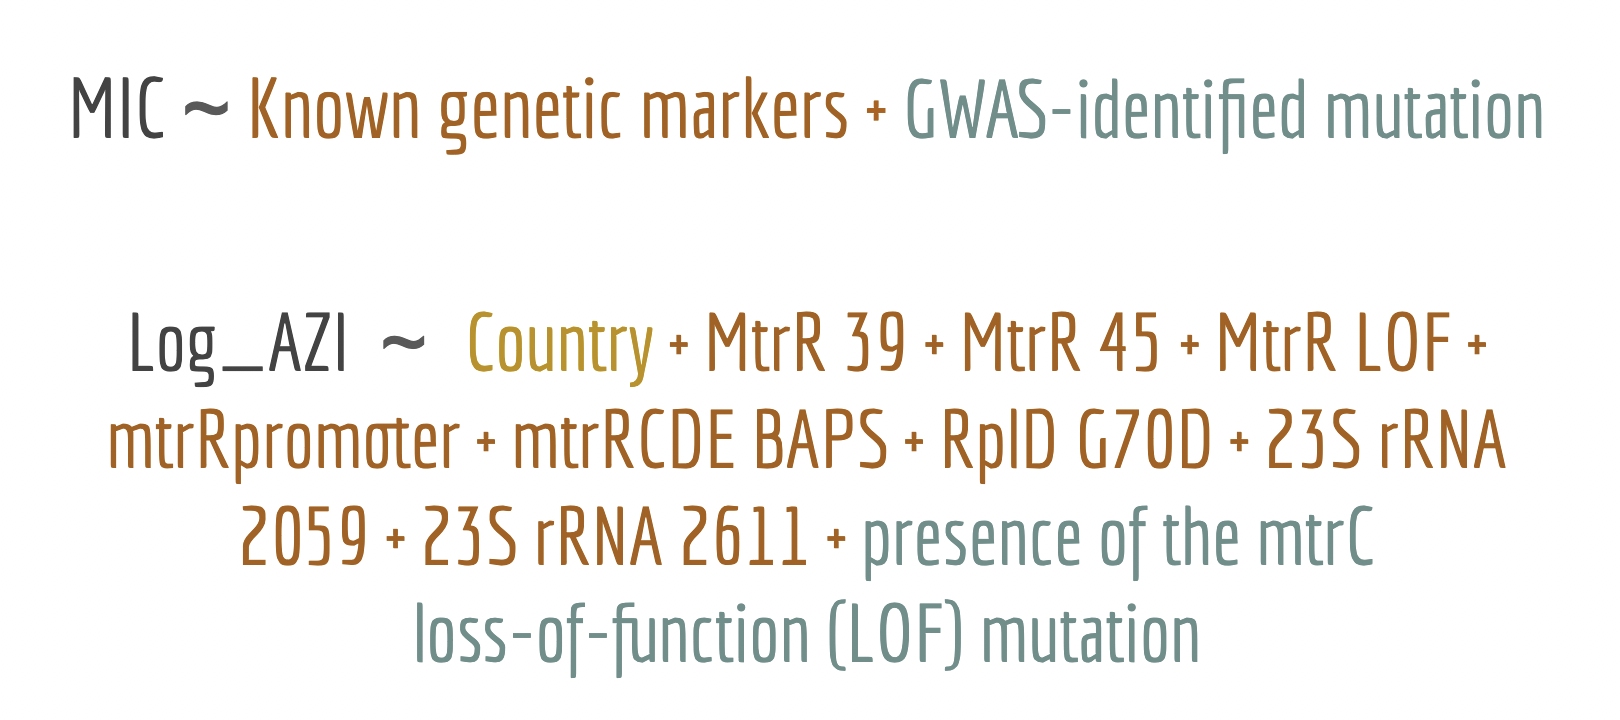 MIC ~ Known genetic markers + GWAS-identified mutation
Log_AZI ~ Country + MtrR 39 + MtrR 45 + MtrR LOF +
mtrRpromoter + mtrRCDE BAPS + RplD G70D + 23S rRNA
2059 + 23S rRNA 2611 + presence of the mtrC
loss-of-function (LOF) mutation